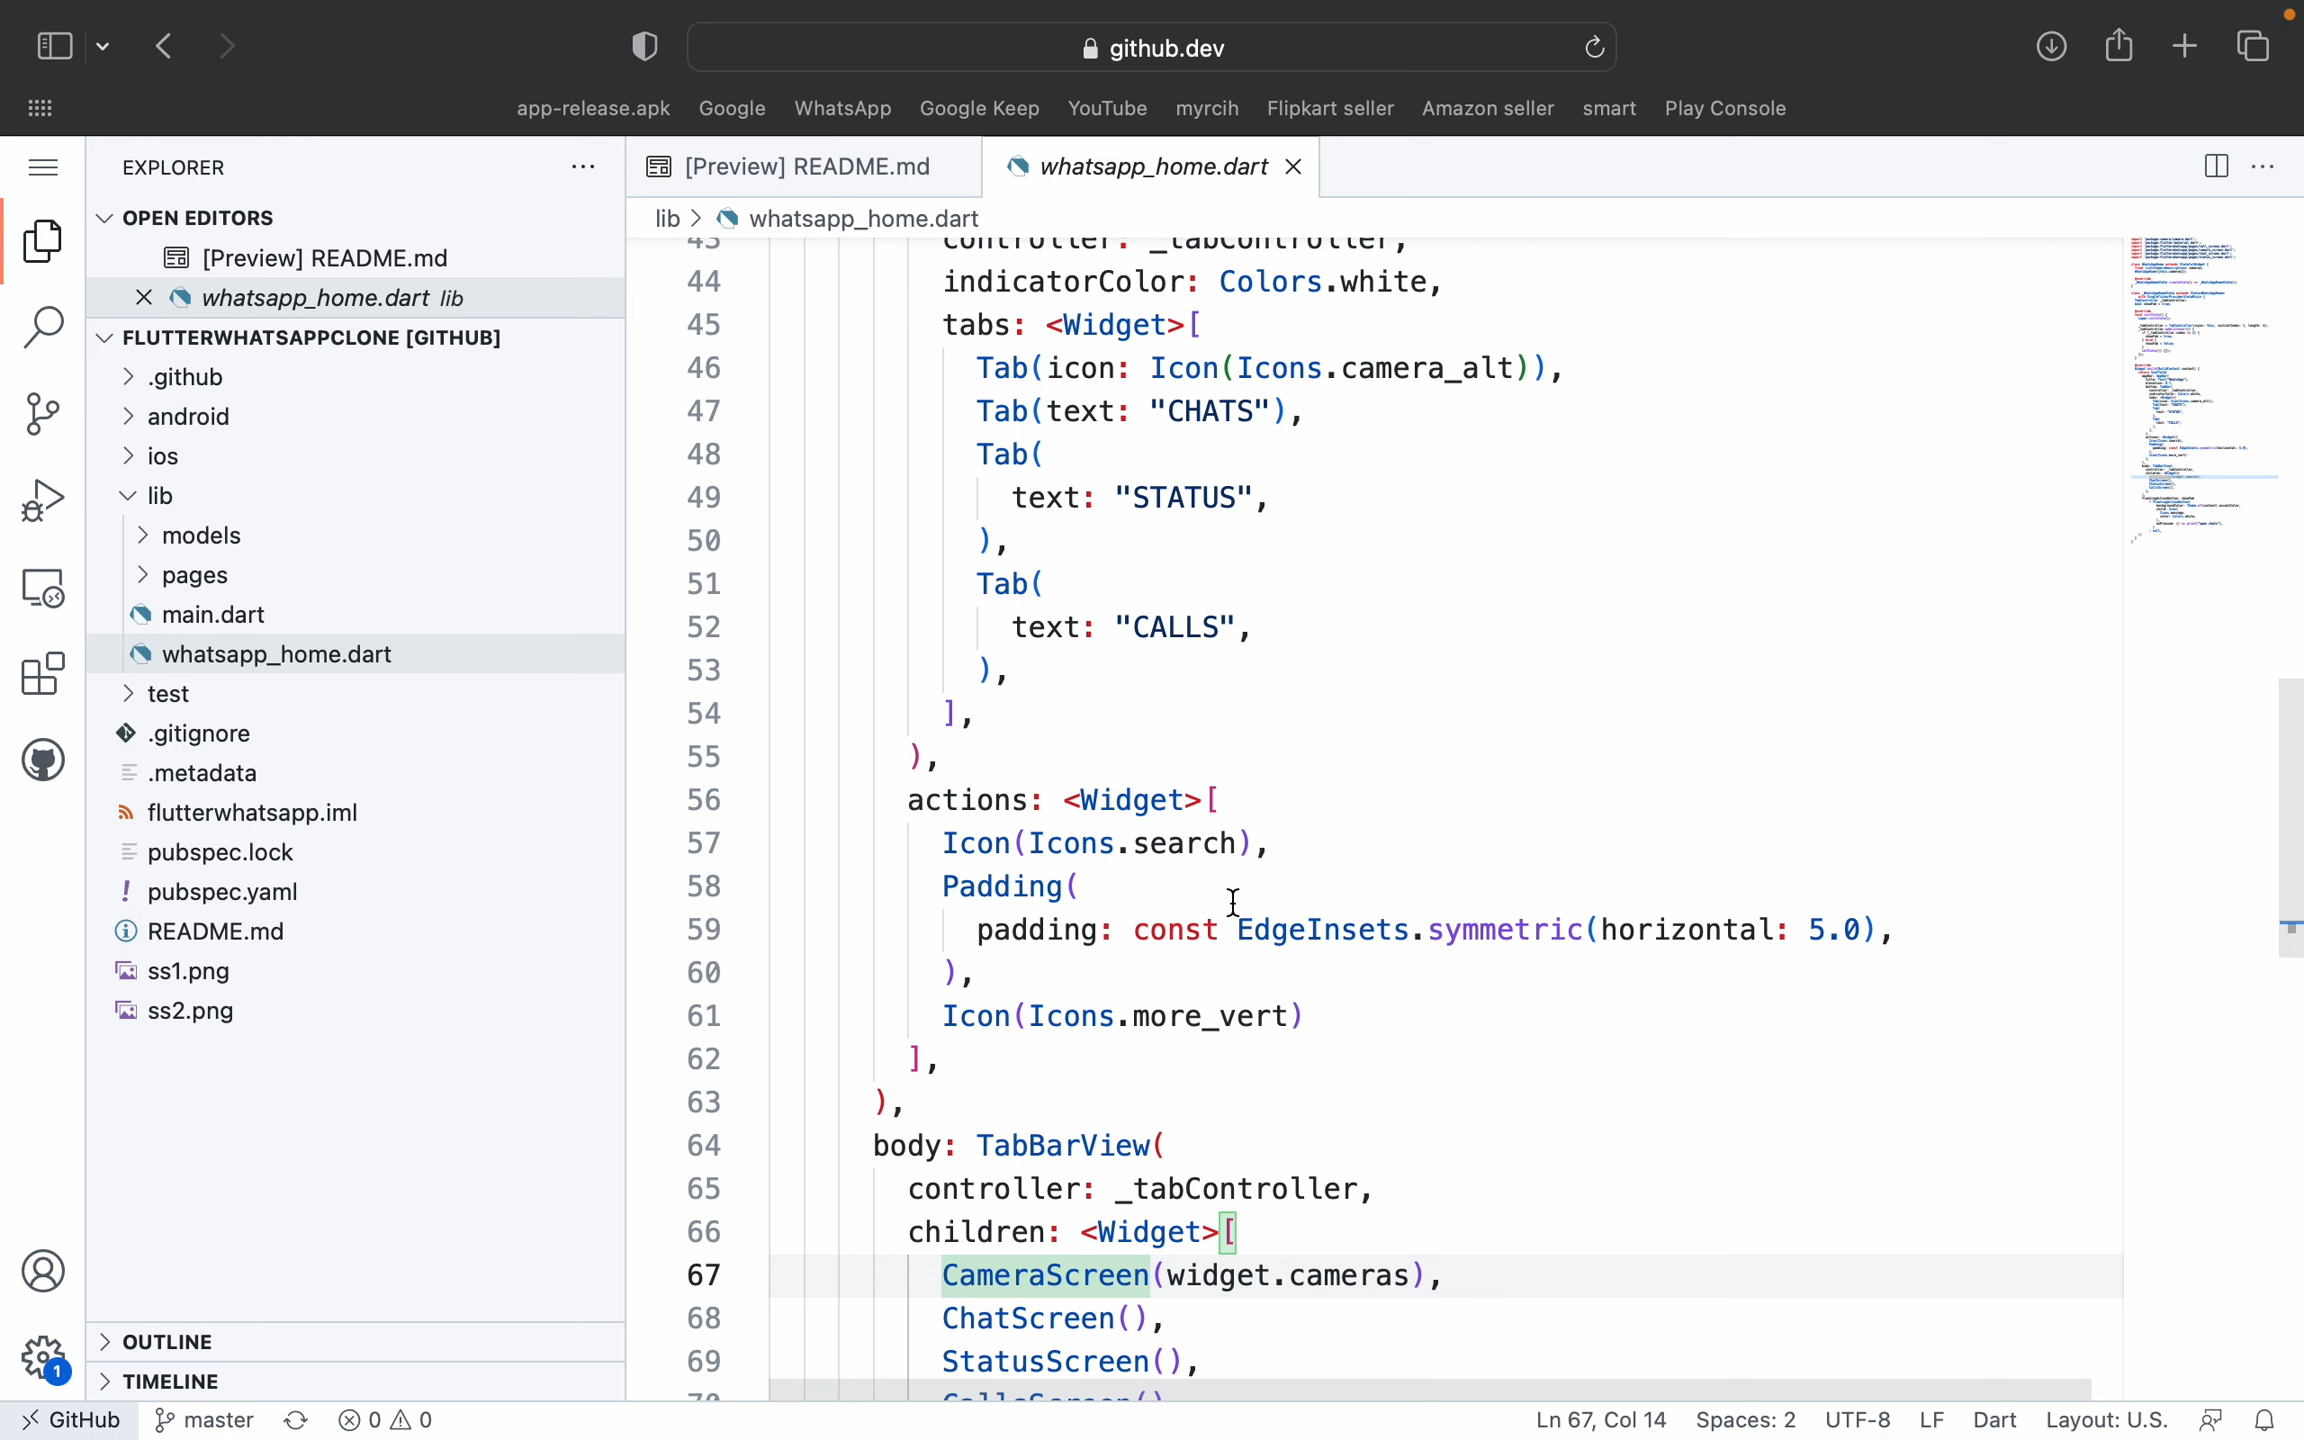 github.dev
app-release.apk Google WhatsApp Google Keep YouTube myrcih Flipkart seller Amazon seller smart Play Console
EXPLORER
OPEN EDITORS
[Preview] README.md
whatsapp_home.dart lib
FLUTTERWHATSAPPCLONE [GITHUB]
.github
android
ios
lib
models
pages
main.dart
whatsapp_home.dart
test
.gitignore
.metadata
flutterwhatsapp.iml
pubspec.lock
pubspec.yaml
README.md
ss1.png
ss2.png
OUTLINE
TIMELINE
1
[Preview] README.md whatsapp_home.dart
lib > whatsapp_home.dart
43 controller: _tabController,
44 indicatorColor: Colors.white,
45 tabs: <Widget>[
46 Tab(icon: Icon(Icons.camera_alt)),
47 Tab(text: "CHATS"),
48 Tab(
49 text: "STATUS",
50 ),
51 Tab(
52 text: "CALLS",
53 ),
54 ],
55 ),
56 actions: <Widget>[
57 Icon(Icons.search),
58 Padding(
59 padding: const EdgeInsets.symmetric(horizontal: 5.0),
60 ),
61 Icon(Icons.more_vert)
62 ],
63 ),
64 body: TabBarView(
65 controller: _tabController,
66 children: <Widget>[
67 CameraScreen(widget.cameras),
68 ChatScreen(),
69 StatusScreen(),
70 CallsScreen()
GitHub master 0 0 Ln 67, Col 14 Spaces: 2 UTF-8 LF Dart Layout: U.S.